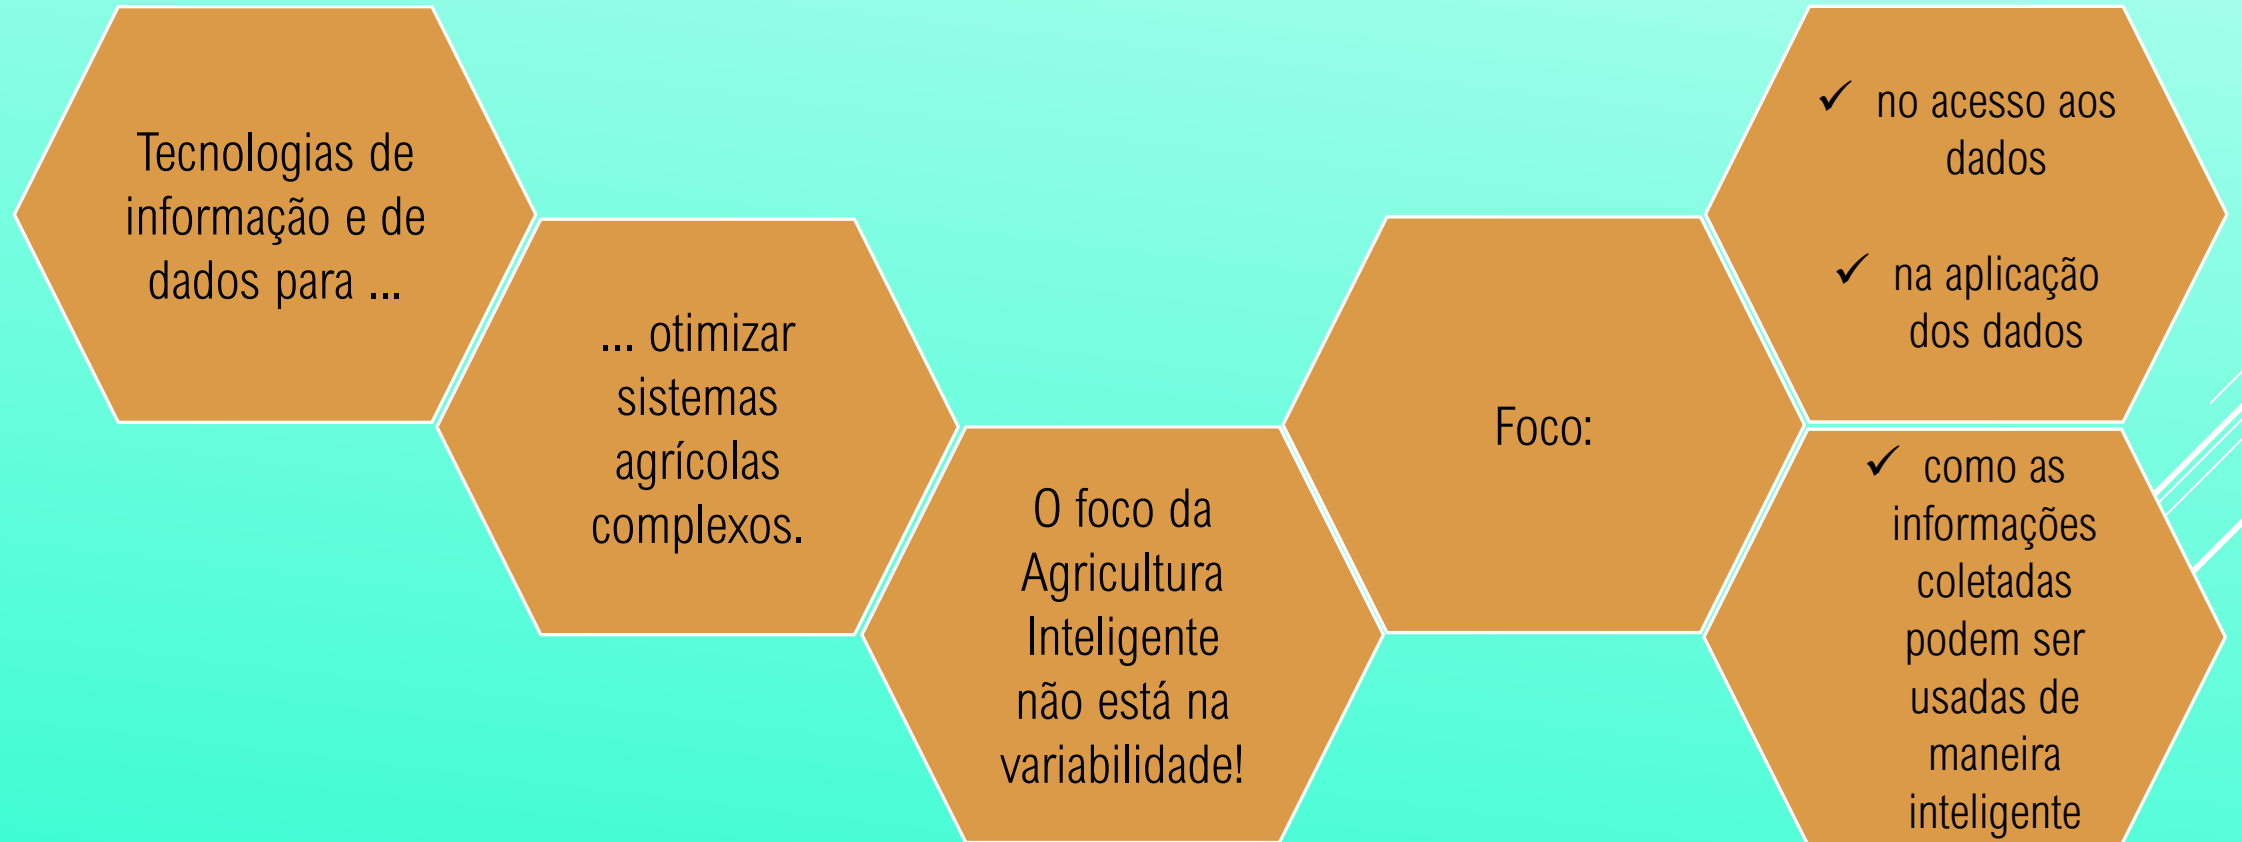 Tecnologias de
informação e de
dados para ...
... otimizar
sistemas
agrícolas
complexos.
O foco da
Agricultura
Inteligente
não está na
variabilidade!
Foco:
✓ no acesso aos
dados
✓ na aplicação
dos dados
✓ como as
informações
coletadas
podem ser
usadas de
maneira
inteligente